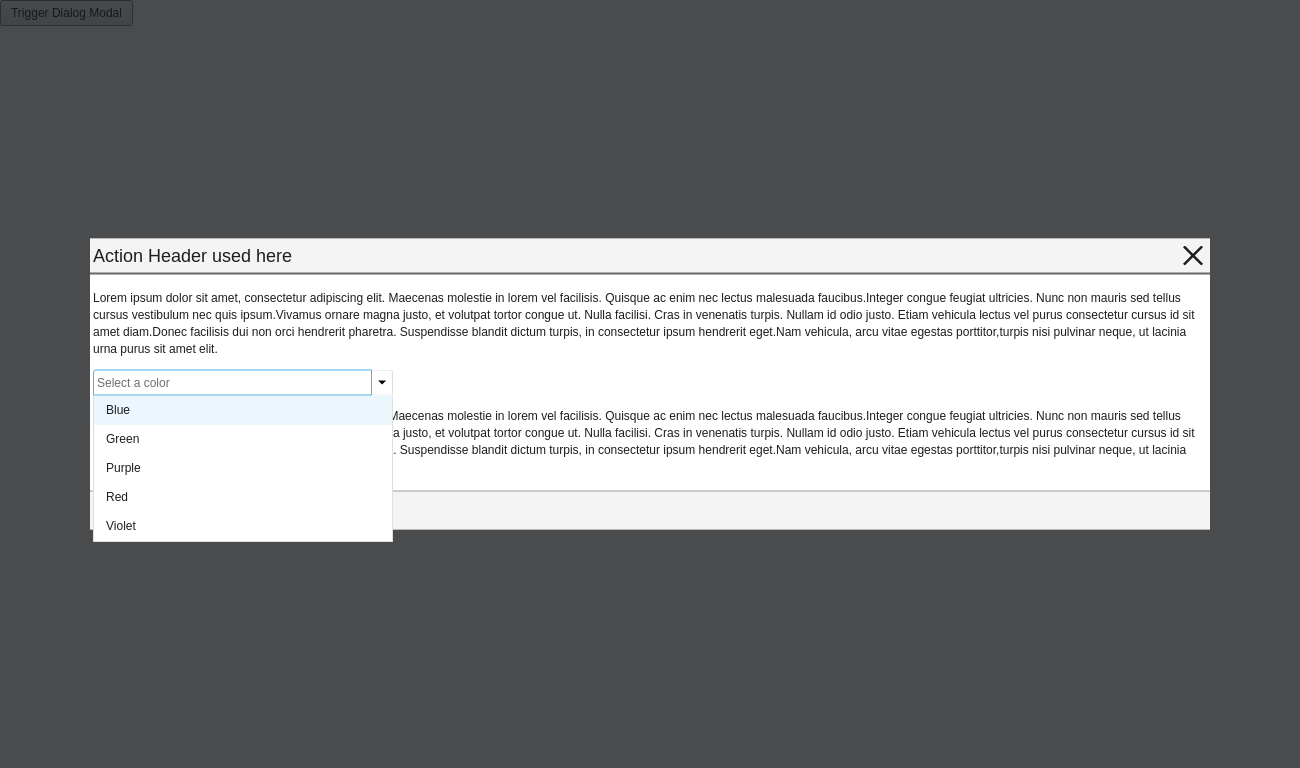 Trigger Dialog Modal
Action Header used here
Lorem ipsum dolor sit amet, consectetur adipiscing elit. Maecenas molestie in lorem vel facilisis. Quisque ac enim nec lectus malesuada faucibus.Integer congue feugiat ultricies. Nunc non mauris sed tellus
cursus vestibulum nec quis ipsum.Vivamus ornare magna justo, et volutpat tortor congue ut. Nulla facilisi. Cras in venenatis turpis. Nullam id odio justo. Etiam vehicula lectus vel purus consectetur cursus id sit
amet diam.Donec facilisis dui non orci hendrerit pharetra. Suspendisse blandit dictum turpis, in consectetur ipsum hendrerit eget.Nam vehicula, arcu vitae egestas porttitor,turpis nisi pulvinar neque, ut lacinia
urna purus sit amet elit.
Select a color
Blue
Maecenas molestie in lorem vel facilisis. Quisque ac enim nec lectus malesuada faucibus.Integer congue feugiat ultricies. Nunc non mauris sed tellus
Green
a justo, et volutpat tortor congue ut. Nulla facilisi. Cras in venenatis turpis. Nullam id odio justo. Etiam vehicula lectus vel purus consectetur cursus id sit
. Suspendisse blandit dictum turpis, in consectetur ipsum hendrerit eget.Nam vehicula, arcu vitae egestas porttitor,turpis nisi pulvinar neque, ut lacinia
Purple
Red
Violet